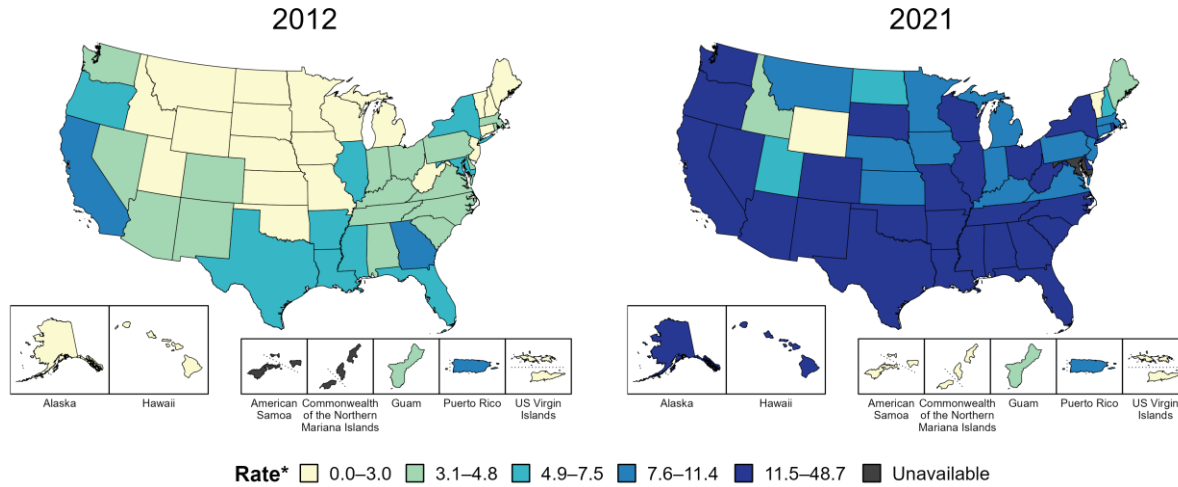 2012
2021
Alaska
Hawaii
American
Samoa
Commonwealth
of the Northern
Mariana Islands
Guam
Puerto Rico
US Virgin
Islands
Alaska
Hawaii
American
Samoa
Commonwealth
of the Northern
Mariana Islands
Guam
Puerto Rico
US Virgin
Islands
Rate* 0.0–3.0 3.1–4.8 4.9–7.5 7.6–11.4 11.5–48.7 Unavailable